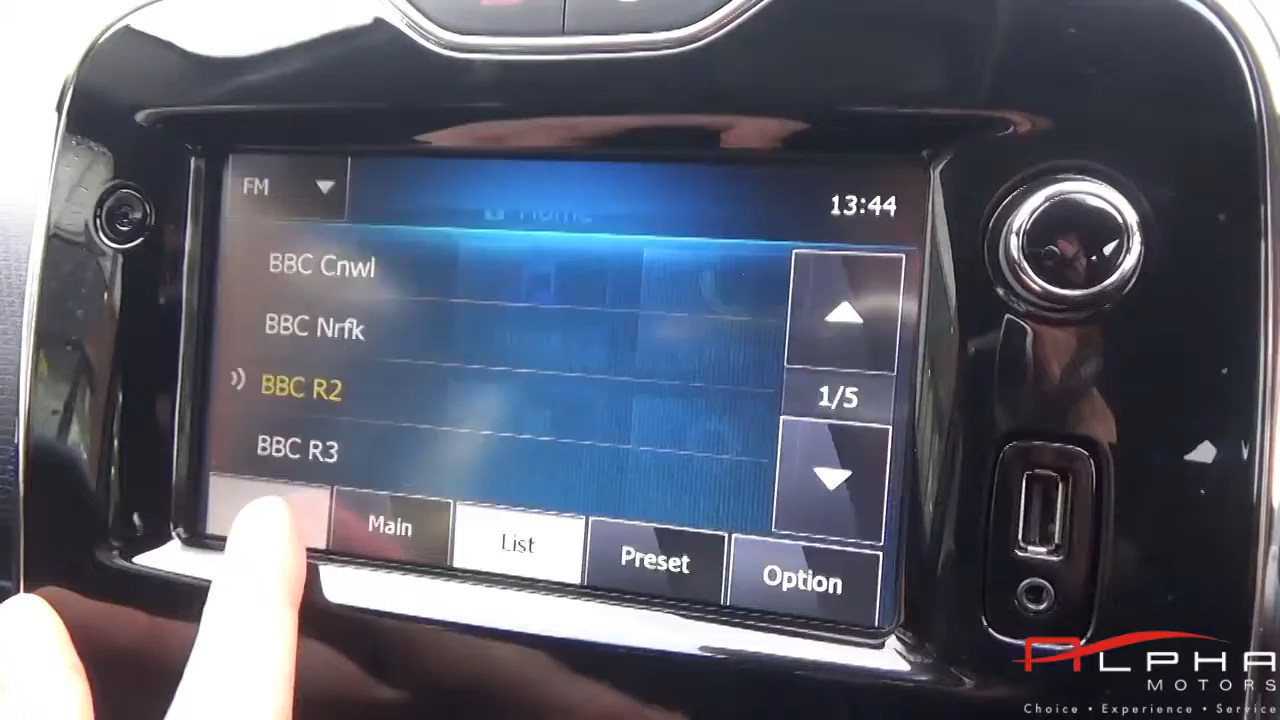 FM
Home
13:44
BBC Cnwl
BBC Nrfk
BBC R2
1/5
BBC R3
Main
List
Preset
Option
ALPHA
MOTORS
Choice • Experience • Service